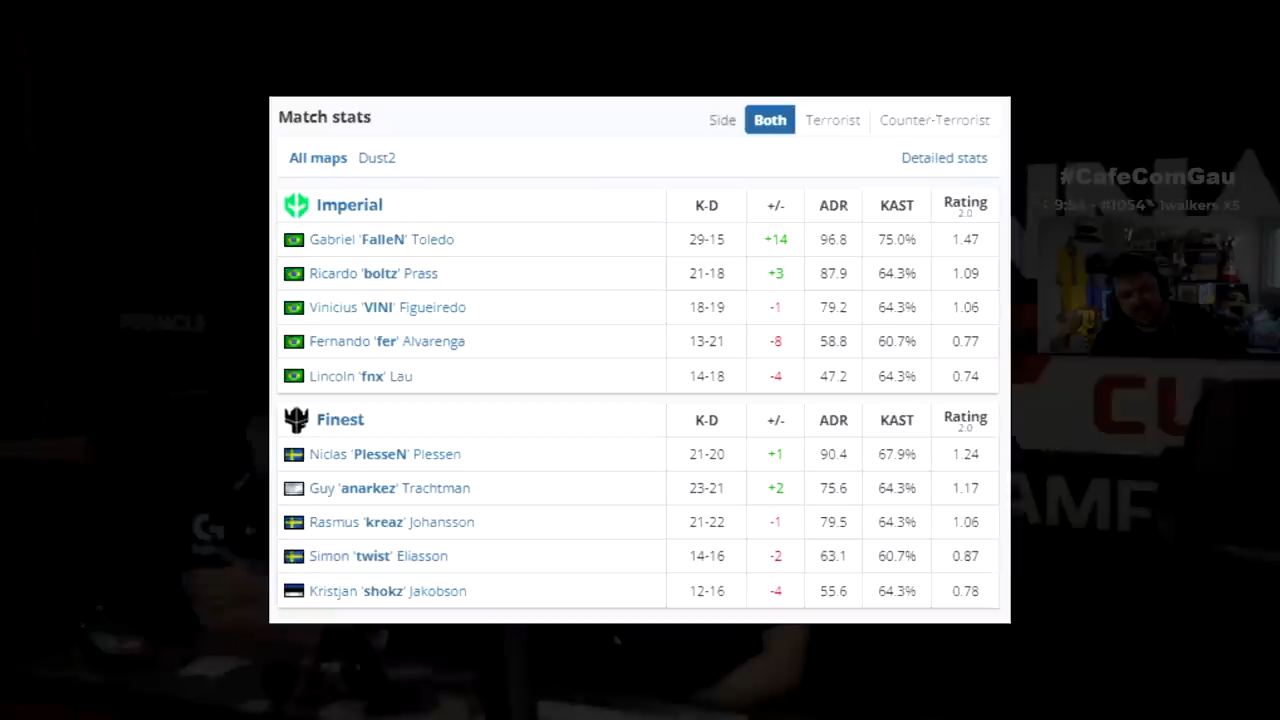 Match stats Side Both Terrorist Counter-Terrorist
All maps Dust2 Detailed stats
Imperial K-D +/- ADR KAST Rating 2.0
Gabriel 'FalleN' Toledo 29-15 +14 96.8 75.0% 1.47
Ricardo 'boltz' Prass 21-18 +3 87.9 64.3% 1.09
Vinicius 'VINI' Figueiredo 18-19 -1 79.2 64.3% 1.06
Fernando 'fer' Alvarenga 13-21 -8 58.8 60.7% 0.77
Lincoln 'fnx' Lau 14-18 -4 47.2 64.3% 0.74
Finest K-D +/- ADR KAST Rating 2.0
Niclas 'PlesseN' Plessen 21-20 +1 90.4 67.9% 1.24
Guy 'anarkez' Trachtman 23-21 +2 75.6 64.3% 1.17
Rasmus 'kreaz' Johansson 21-22 -1 79.5 64.3% 1.06
Simon 'twist' Eliasson 14-16 -2 63.1 60.7% 0.87
Kristjan 'shokz' Jakobson 12-16 -4 55.6 64.3% 0.78
#CafeComGau
#1054 1walkers X5
PINNACLE
CU
AMF